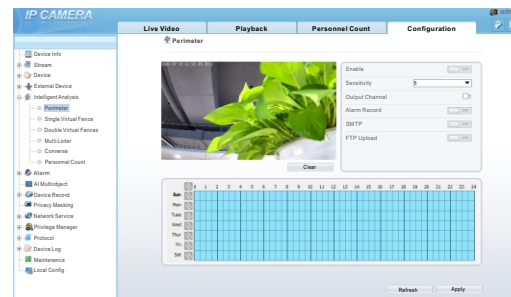 IP CAMERA
Live Video
Playback
Personnel Count
Configuration
Perimeter
Device Info
Stream
Device
External Device
Intelligent Analysis
Perimeter
Single Virtual Fence
Double Virtual Fences
Multi Loiter
Converse
Personnel Count
Alarm
AI Multiobject
Device Record
Privacy Masking
Network Service
Privilege Manager
Protocol
Device Log
Maintenance
Local Config
Enable
OFF
Sensitivity
Output Channel
Alarm Record
OFF
SMTP
OFF
FTP Upload
OFF
Clear
0 1 2 3 4 5 6 7 8 9 10 11 12 13 14 15 16 17 18 19 20 21 22 23 24
Sun
Mon
Tues
Wed
Thur
Fri
Sat
Refresh
Apply